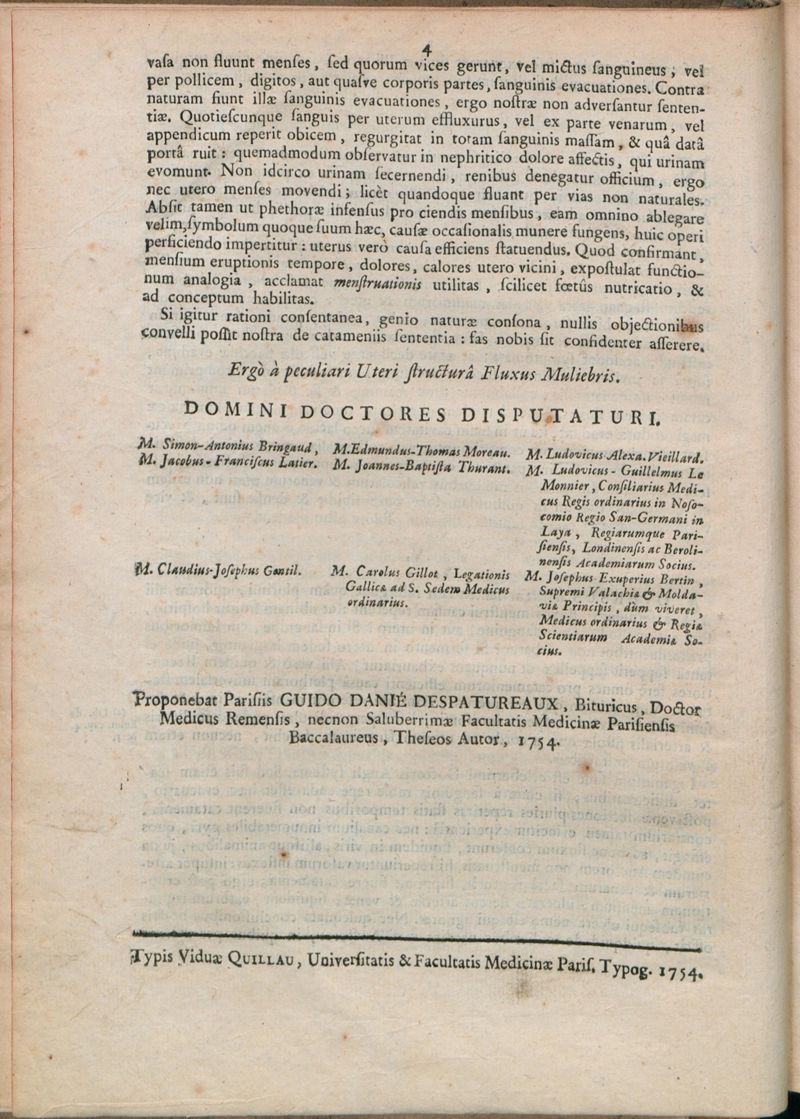 4
vaſa non fluunt menſes, ſed quorum vices gerunt, vel mictus ſanguineus, vel
per pollicem, digitos, aut quaſve corporis partes, ſanguinis evacuationes. Contra
naturam fiunt illæ ſanguinis evacuationes, ergo noſtræ non adverſantur ſenten-
tiæ. Quotieſcunque ſanguis per uterum effluxurus, vel ex parte venarum, vel
appendicum reperit obicem, regurgitat in totam ſanguinis maſſam, & quâ datâ
portâ ruit: quemadmodum obſervatur in nephritico dolore affectis, qui urinam
evomunt. Non idcirco urinam ſecernendi, renibus denegatur officium, ergo
nec utero menſes movendi; licèt quandoque fluant per vias non naturales.
Abſit tamen ut phethoræ infenſus pro ciendis menſibus, eam omnino ablegare
velim, ſymbolum quoque ſuum hæc, cauſæ occaſionalis munere fungens, huic operi
perficiendo impertitur: uterus verò cauſa efficiens ſtatuendus. Quod confirmant,
menſium eruptionis tempore, dolores, calores utero vicini, expoſtulat functio-
num analogia, acclamat menſtruationis utilitas, ſcilicet fœtûs nutricatio, &
ad conceptum habilitas.
Si igitur rationi conſentanea, genio naturæ conſona, nullis objectionibus
convelli poſſit noſtra de catameniis ſententia: fas nobis ſit confidenter aſſerere,
Ergò à peculiari Uteri ſtructurâ Fluxus Muliebris.
DOMINI DOCTORES DISPUTATURI.
M. Simon-Antonius Bringaud,
M. Jacobus-Franciſcus Latier.
M. Edmundus-Thomas Moreau.
M. Joannes-Baptiſta Thurant.
M. Ludovicus-Alexa. Vieillard.
M. Ludovicus-Guillelmus Le
Monnier, Conſiliarius Medi-
cus Regis ordinarius in Noſo-
comio Regio San-Germani in
Laya, Regiarumque Pari-
ſienſis, Londinenſis ac Beroli-
nenſis Academiarum Socius.
M. Claudius-Joſephus Gentil.
M. Carolus Gillot, Legationis
Gallicæ ad S. Sedem Medicus
ordinarius.
M. Joſephus Exuperius Bertin,
Supremi Valachiæ & Molda-
viæ Principis, dùm viveret,
Medicus ordinarius & Regiæ
Scientiarum Academiæ So-
cius.
Proponebat Pariſiis GUIDO DANIÉ DESPATUREAUX, Bituricus, Doctor
Medicus Remenſis, necnon Saluberrimæ Facultatis Medicinæ Pariſienſis
Baccalaureus, Theſeos Autor, 1754.
Typis Viduæ QUILLAU, Univerſitatis & Facultatis Medicinæ Pariſ. Typog. 1754.